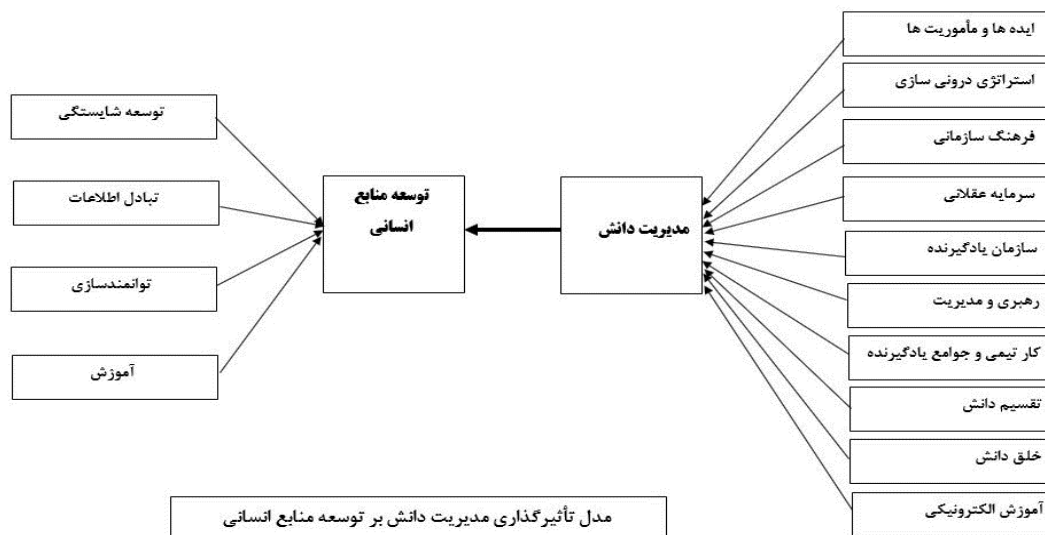 ایده ها و مأموریت ها
استراتژی درونی سازی
فرهنگ سازمانی
سرمایه عقلانی
سازمان یادگیرنده
رهبری و مدیریت
کار تیمی و جوامع یادگیرنده
تقسیم دانش
خلق دانش
آموزش الکترونیکی
مدیریت دانش
توسعه منابع
انسانی
توسعه شایستگی
تبادل اطلاعات
توانمندسازی
آموزش
مدل تأثیرگذاری مدیریت دانش بر توسعه منابع انسانی